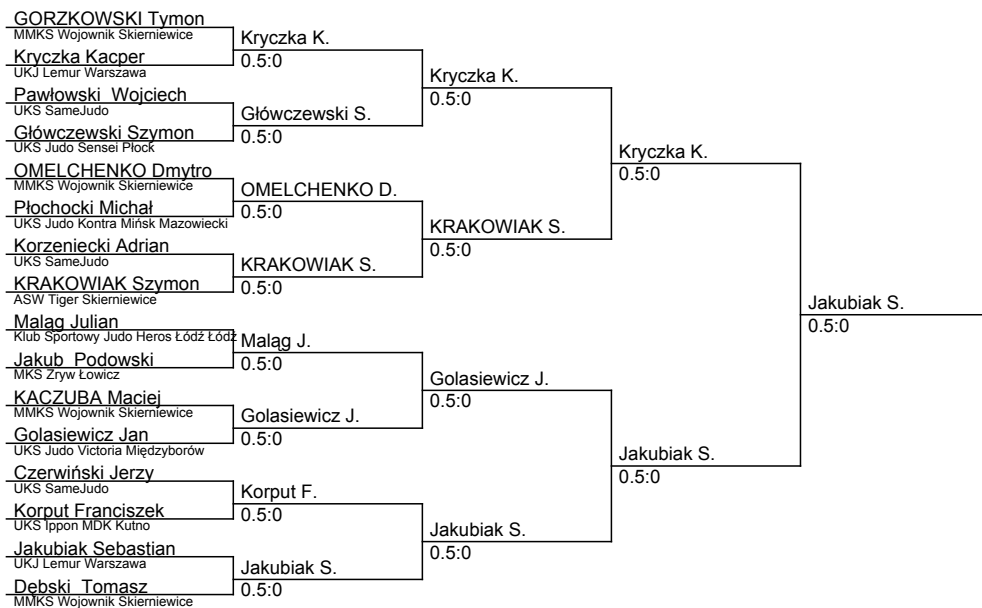 GORZKOWSKI Tymon
MMKS Wojownik Skierniewice
Kryczka Kacper
UKJ Lemur Warszawa
Pawłowski  Wojciech
UKS SameJudo
Główczewski Szymon
UKS Judo Sensei Płock
OMELCHENKO Dmytro
MMKS Wojownik Skierniewice
Płochocki Michał
UKS Judo Kontra Mińsk Mazowiecki
Korzeniecki Adrian
UKS SameJudo
KRAKOWIAK Szymon
ASW Tiger Skierniewice
Maląg Julian
Klub Sportowy Judo Heros Łódź Łódź
Jakub  Podowski
MKS Zryw Łowicz
KACZUBA Maciej
MMKS Wojownik Skierniewice
Golasiewicz Jan
UKS Judo Victoria Międzyborów
Czerwiński Jerzy
UKS SameJudo
Korput Franciszek
UKS Ippon MDK Kutno
Jakubiak Sebastian
UKJ Lemur Warszawa
Dębski  Tomasz
MMKS Wojownik Skierniewice
Kryczka K.
0.5:0
Główczewski S.
0.5:0
OMELCHENKO D.
0.5:0
KRAKOWIAK S.
0.5:0
Maląg J.
0.5:0
Golasiewicz J.
0.5:0
Korput F.
0.5:0
Jakubiak S.
0.5:0
Kryczka K.
0.5:0
KRAKOWIAK S.
0.5:0
Golasiewicz J.
0.5:0
Jakubiak S.
0.5:0
Kryczka K.
0.5:0
Jakubiak S.
0.5:0
Jakubiak S.
0.5:0